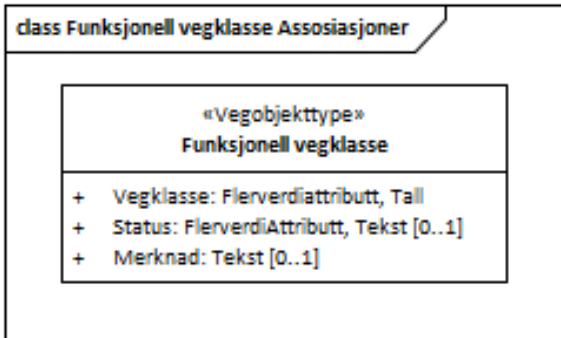 class Funksjonell vegklasse Assosiasjoner
«Vegobjekttype»
Funksjonell vegklasse
+ Vegklasse: Flerverdiattributt, Tall
+ Status: FlerverdiAttributt, Tekst [0..1]
+ Merknad: Tekst [0..1]